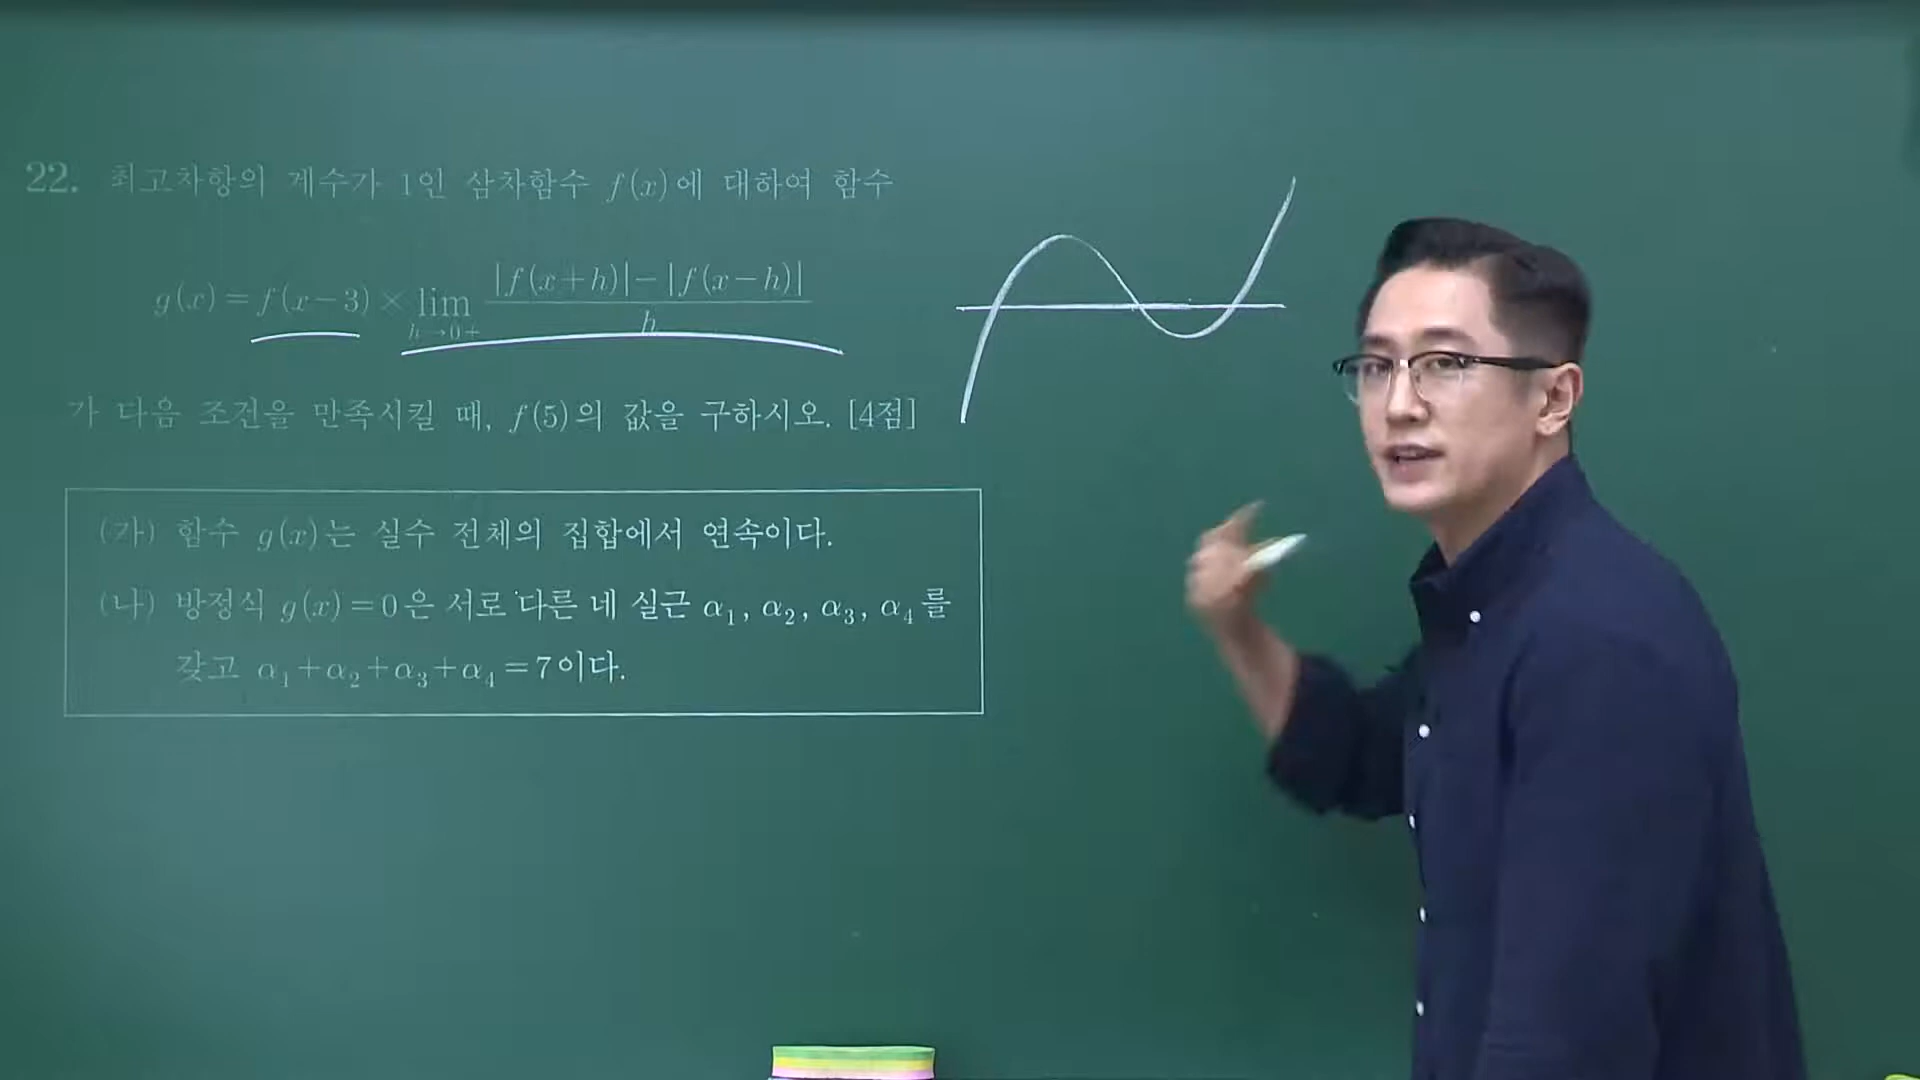 22. 최고차항의 계수가 1인 삼차함수 f(x)에 대하여 함수
g(x)=f(x-3)×lim_{h→0+} \frac{|f(x+h)|-|f(x-h)|}{h}
가 다음 조건을 만족시킬 때, f(5)의 값을 구하시오. [4점]
(가) 함수 g(x)는 실수 전체의 집합에서 연속이다.
(나) 방정식 g(x)=0은 서로 다른 네 실근 α₁, α₂, α₃, α₄를
갖고 α₁+α₂+α₃+α₄=7이다.